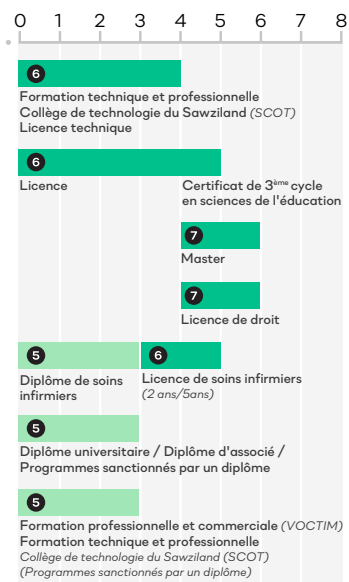 0 1 2 3 4 5 6 7 8
6
Formation technique et professionnelle
Collège de technologie du Sawziland (SCOT)
Licence technique
6
Licence
Certificat de 3ème cycle
en sciences de l'éducation
7
Master
7
Licence de droit
5
6
Diplôme de soins
infirmiers
Licence de soins infirmiers
(2 ans/5ans)
5
Diplôme universitaire / Diplôme d'associé /
Programmes sanctionnés par un diplôme
5
Formation professionnelle et commerciale (VOCTIM)
Formation technique et professionnelle
Collège de technologie du Sawziland (SCOT)
(Programmes sanctionnés par un diplôme)